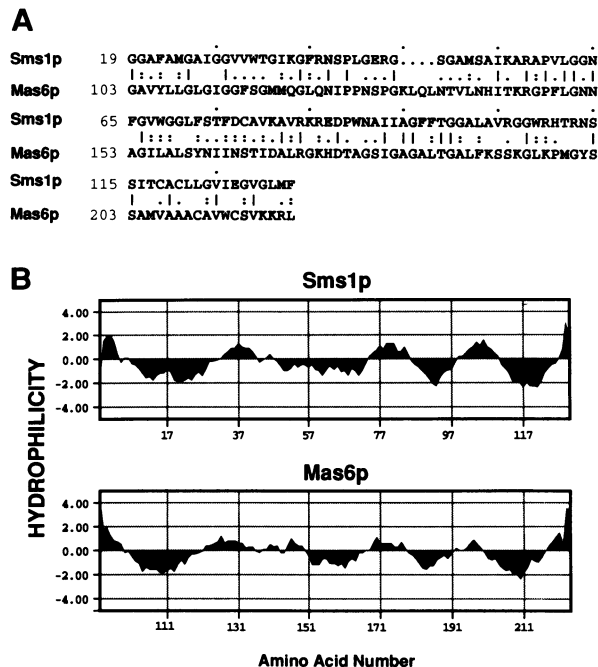 A
Sms1p 19 GGAFAMGAIGGVVWTGIKGFRNSPLGERG....SGAMSAIKARAPVLGGN
Mas6p 103 GAVYLLGLGIGGFSGMMQGLQNIPPNSPGKLQLNTVLNHITKRGPFLGNN
Sms1p 65 FGVWGGLFSTFDCAVKAVRKREDPWNAIIAGFFTGGALAVRGGWRHTRNS
Mas6p 153 AGILALSYNIINSTIDALRGKHDTAGSIGAGALTGALFKSSKGLKPMGYS
Sms1p 115 SITCACLLGVIEGVGLMF
Mas6p 203 SAMVAAACAVWCSVKKRL
B
Sms1p
4.00
2.00
0.00
-2.00
-4.00
17 37 57 77 97 117
HYDROPHILICITY
Mas6p
4.00
2.00
0.00
-2.00
-4.00
111 131 151 171 191 211
Amino Acid Number